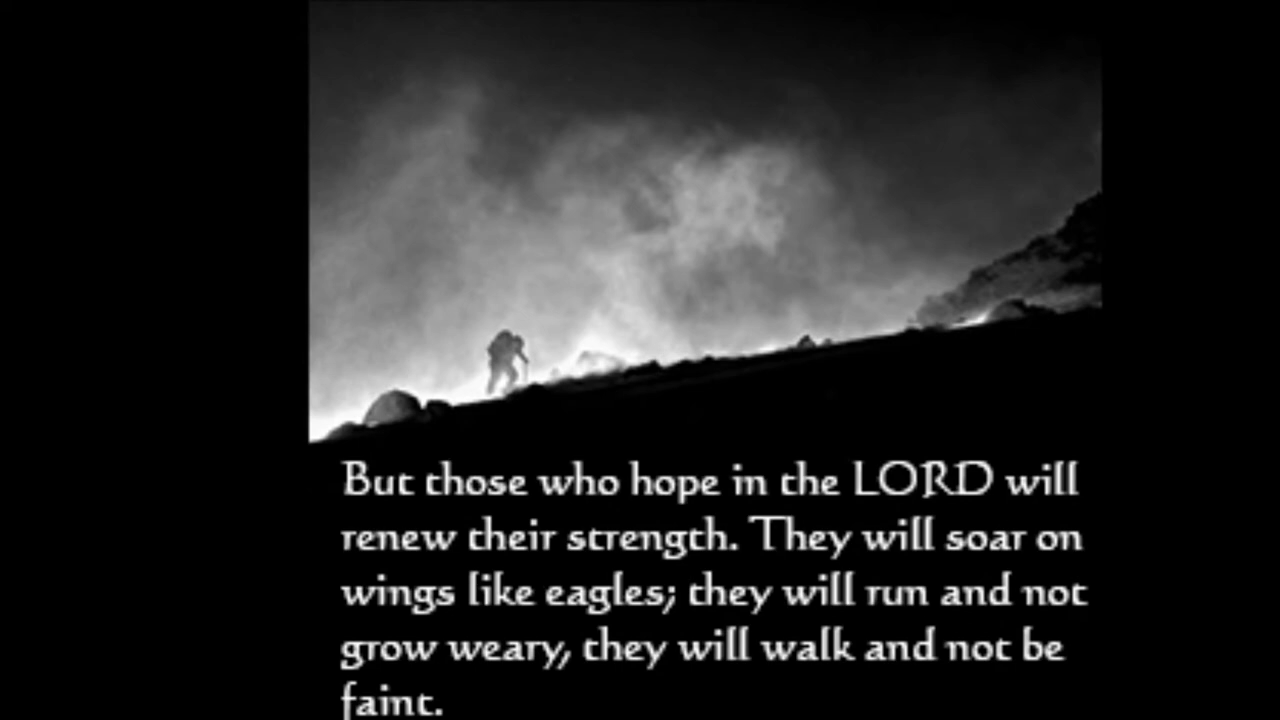 But those who hope in the LORD will
renew their strength. They will soar on
wings like eagles; they will run and not
grow weary, they will walk and not be
faint.